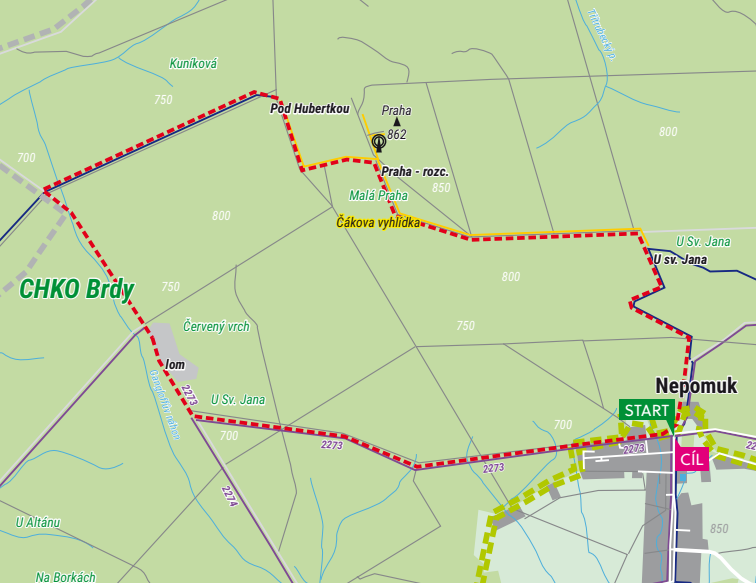 Třítrubecký p.
Kuníková
750
Pod Hubertkou
Praha
862
800
700
Praha - rozc.
850
Malá Praha
800
Čákova vyhlídka
U Sv. Jana
U sv. Jana
CHKO Brdy
750
800
Červený vrch
750
lom
Nepomuk
2273
U Sv. Jana
START
700
700
2273
2273
2273
CÍL
2274
U Altánu
850
Na Borkách